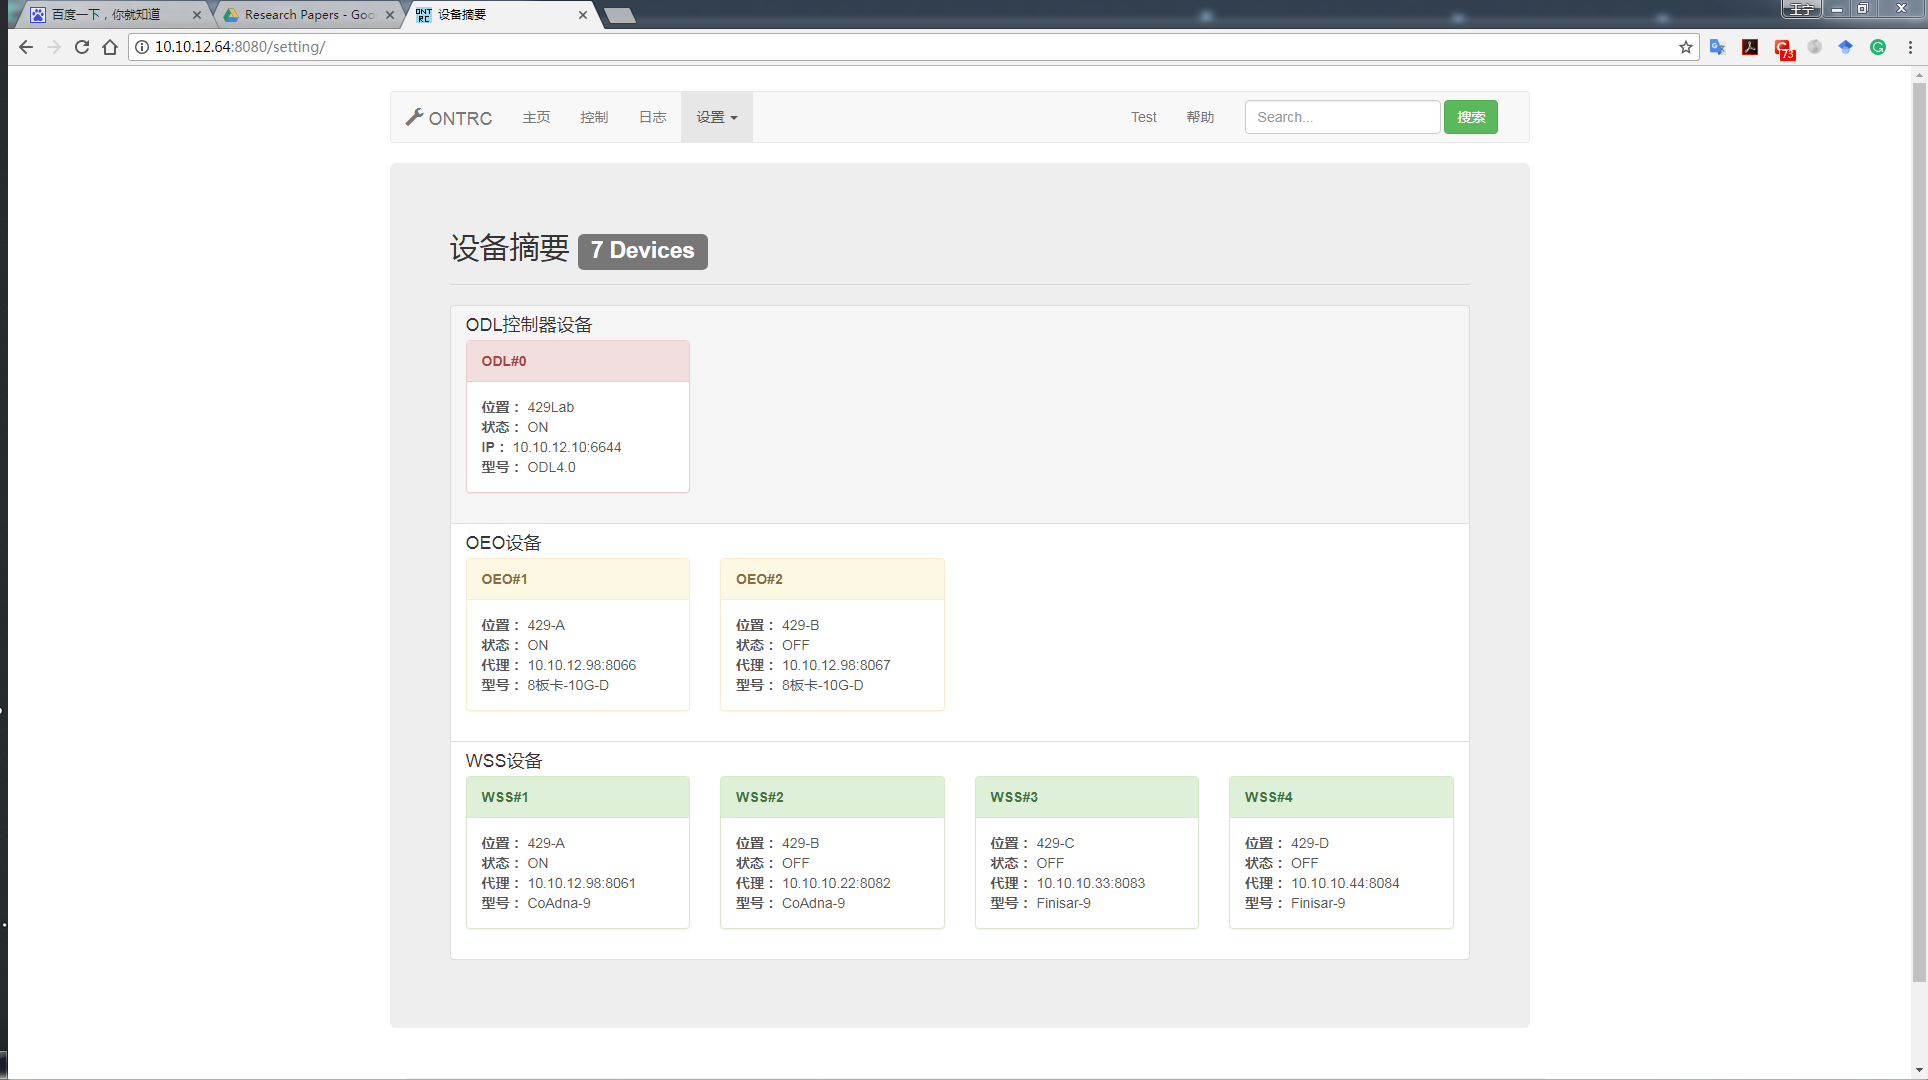 百度一下，你就知道
Research Papers - Goo
ONT RC
设备摘要
王宁
10.10.12.64:8080/setting/
73
ONTRC
主页
控制
日志
设置
Test
帮助
Search...
搜索
设备摘要 7 Devices
ODL控制器设备
ODL#0
位置： 429Lab
状态： ON
IP： 10.10.12.10:6644
型号： ODL4.0
OEO设备
OEO#1
位置： 429-A
状态： ON
代理： 10.10.12.98:8066
型号： 8板卡-10G-D
OEO#2
位置： 429-B
状态： OFF
代理： 10.10.12.98:8067
型号： 8板卡-10G-D
WSS设备
WSS#1
位置： 429-A
状态： ON
代理： 10.10.12.98:8061
型号： CoAdna-9
WSS#2
位置： 429-B
状态： OFF
代理： 10.10.10.22:8082
型号： CoAdna-9
WSS#3
位置： 429-C
状态： OFF
代理： 10.10.10.33:8083
型号： Finisar-9
WSS#4
位置： 429-D
状态： OFF
代理： 10.10.10.44:8084
型号： Finisar-9